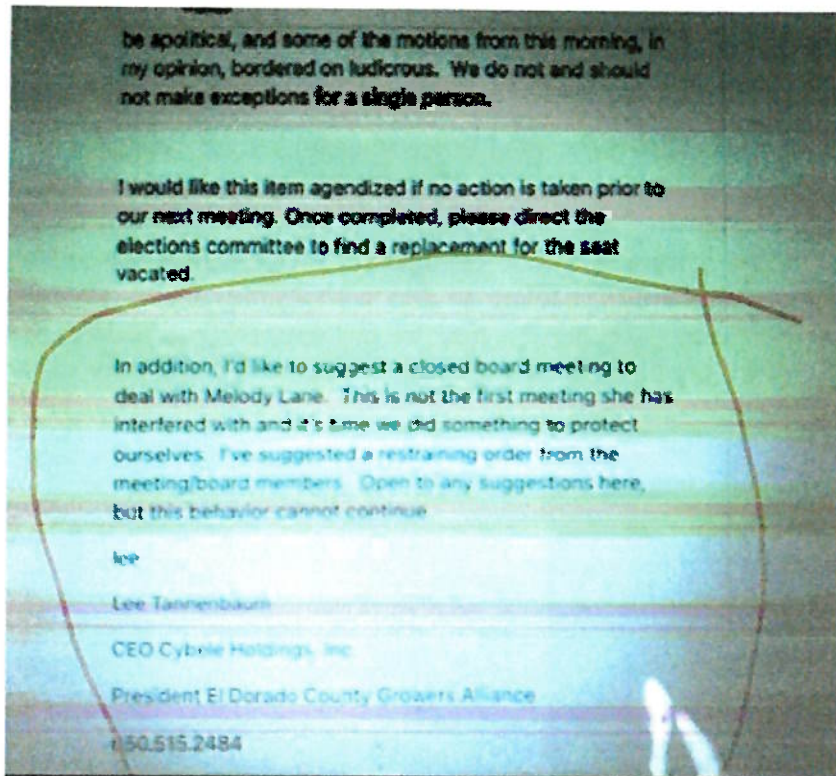 be apolitical, and some of the motions from this morning, in
my opinion, bordered on ludicrous. We do not and should
not make exceptions for a single person.
I would like this item agendized if no action is taken prior to
our next meeting. Once completed, please direct the
elections committee to find a replacement for the seat
vacated.
In addition, I'd like to suggest a closed board meeting to
deal with Melody Lane. This is not the first meeting she has
interfered with and it's time we did something to protect
ourselves. I've suggested a restraining order from the
meeting/board members. Open to any suggestions here,
but this behavior cannot continue
lee
Lee Tannenbaum
CEO Cybele Holdings, Inc.
President El Dorado County Growers Alliance
50.515.2484